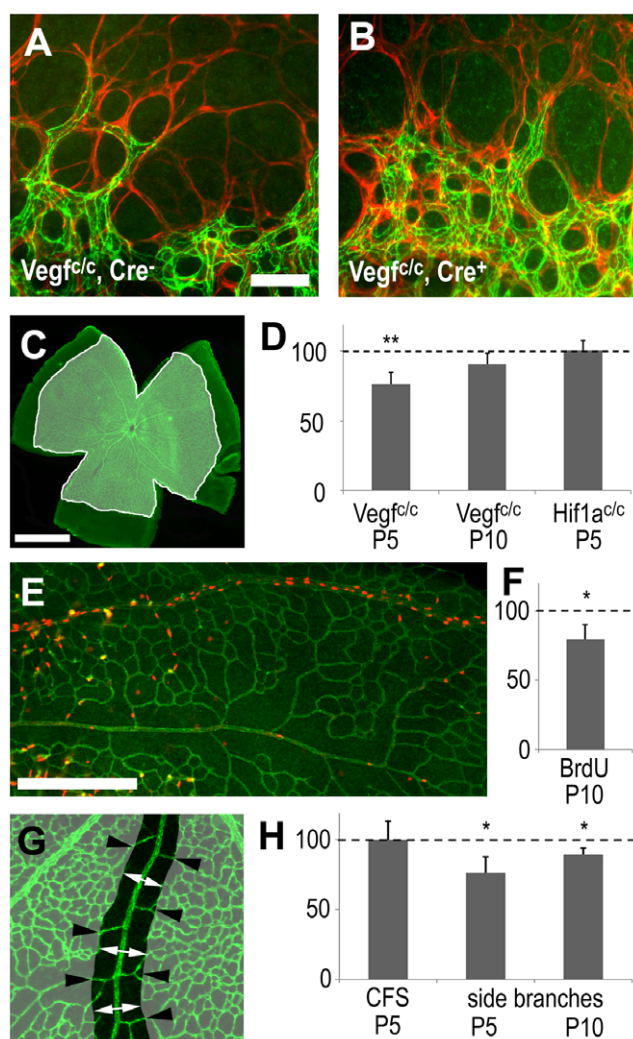 A
B
Vegfc/c, Cre-
Vegfc/c, Cre+
C
D
**
100
50
0
Vegfc/c
P5
Vegfc/c
P10
Hif1ac/c
P5
E
F
*
100
50
0
BrdU
P10
G
H
*
*
100
50
0
CFS
P5
side branches
P5
P10